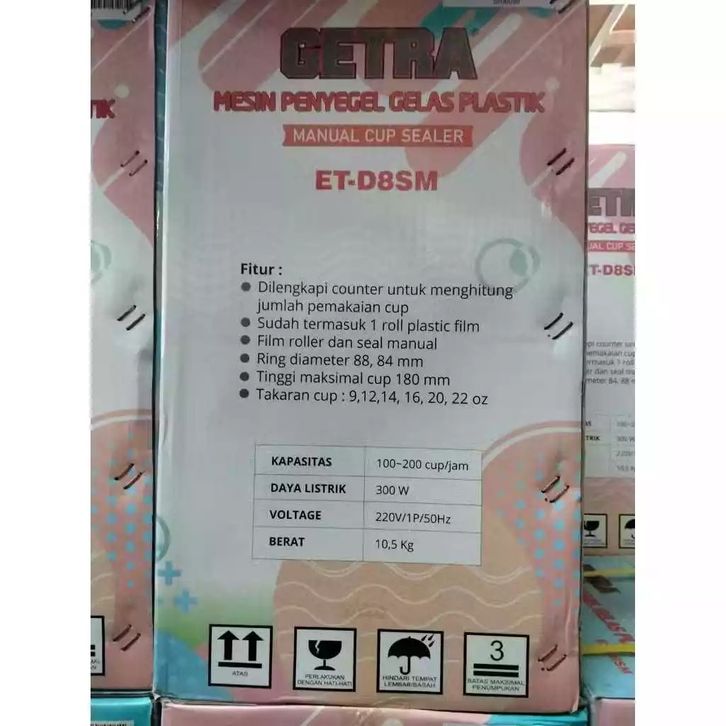 GETRA
MESIN PENYEGEL GELAS PLASTIK
MANUAL CUP SEALER
ET-D8SM
Fitur :
Dilengkapi counter untuk menghitung
jumlah pemakaian cup
Sudah termasuk 1 roll plastic film
Film roller dan seal manual
Ring diameter 88, 84 mm
Tinggi maksimal cup 180 mm
Takaran cup : 9,12,14, 16, 20, 22 oz
KAPASITAS 100~200 cup/jam
DAYA LISTRIK 300 W
VOLTAGE 220V/1P/50Hz
BERAT 10,5 Kg
ATAS
PERLAKUKAN
DENGAN HATI-HATI
HINDARI TEMPAT
LEMBAB/BASAH
3
BATAS MAKSIMAL
PENUMPUKAN